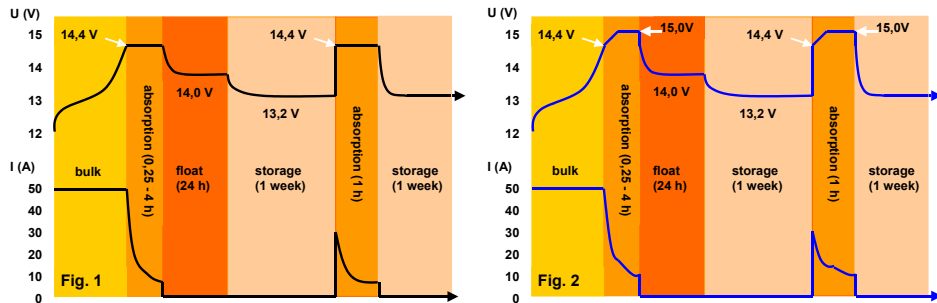 U (V)
15
14
13
12
I (A)
50
40
30
20
10
0
14,4 V
14,0 V
13,2 V
14,4 V
bulk
absorption (0,25 - 4 h)
float
(24 h)
storage
(1 week)
absorption (1 h)
storage
(1 week)
Fig. 1
U (V)
15
14
13
12
I (A)
50
40
30
20
10
0
14,4 V
15,0V
14,0 V
13,2 V
14,4 V
15,0V
bulk
absorption (0,25 - 4 h)
float
(24 h)
storage
(1 week)
absorption (1 h)
storage
(1 week)
Fig. 2